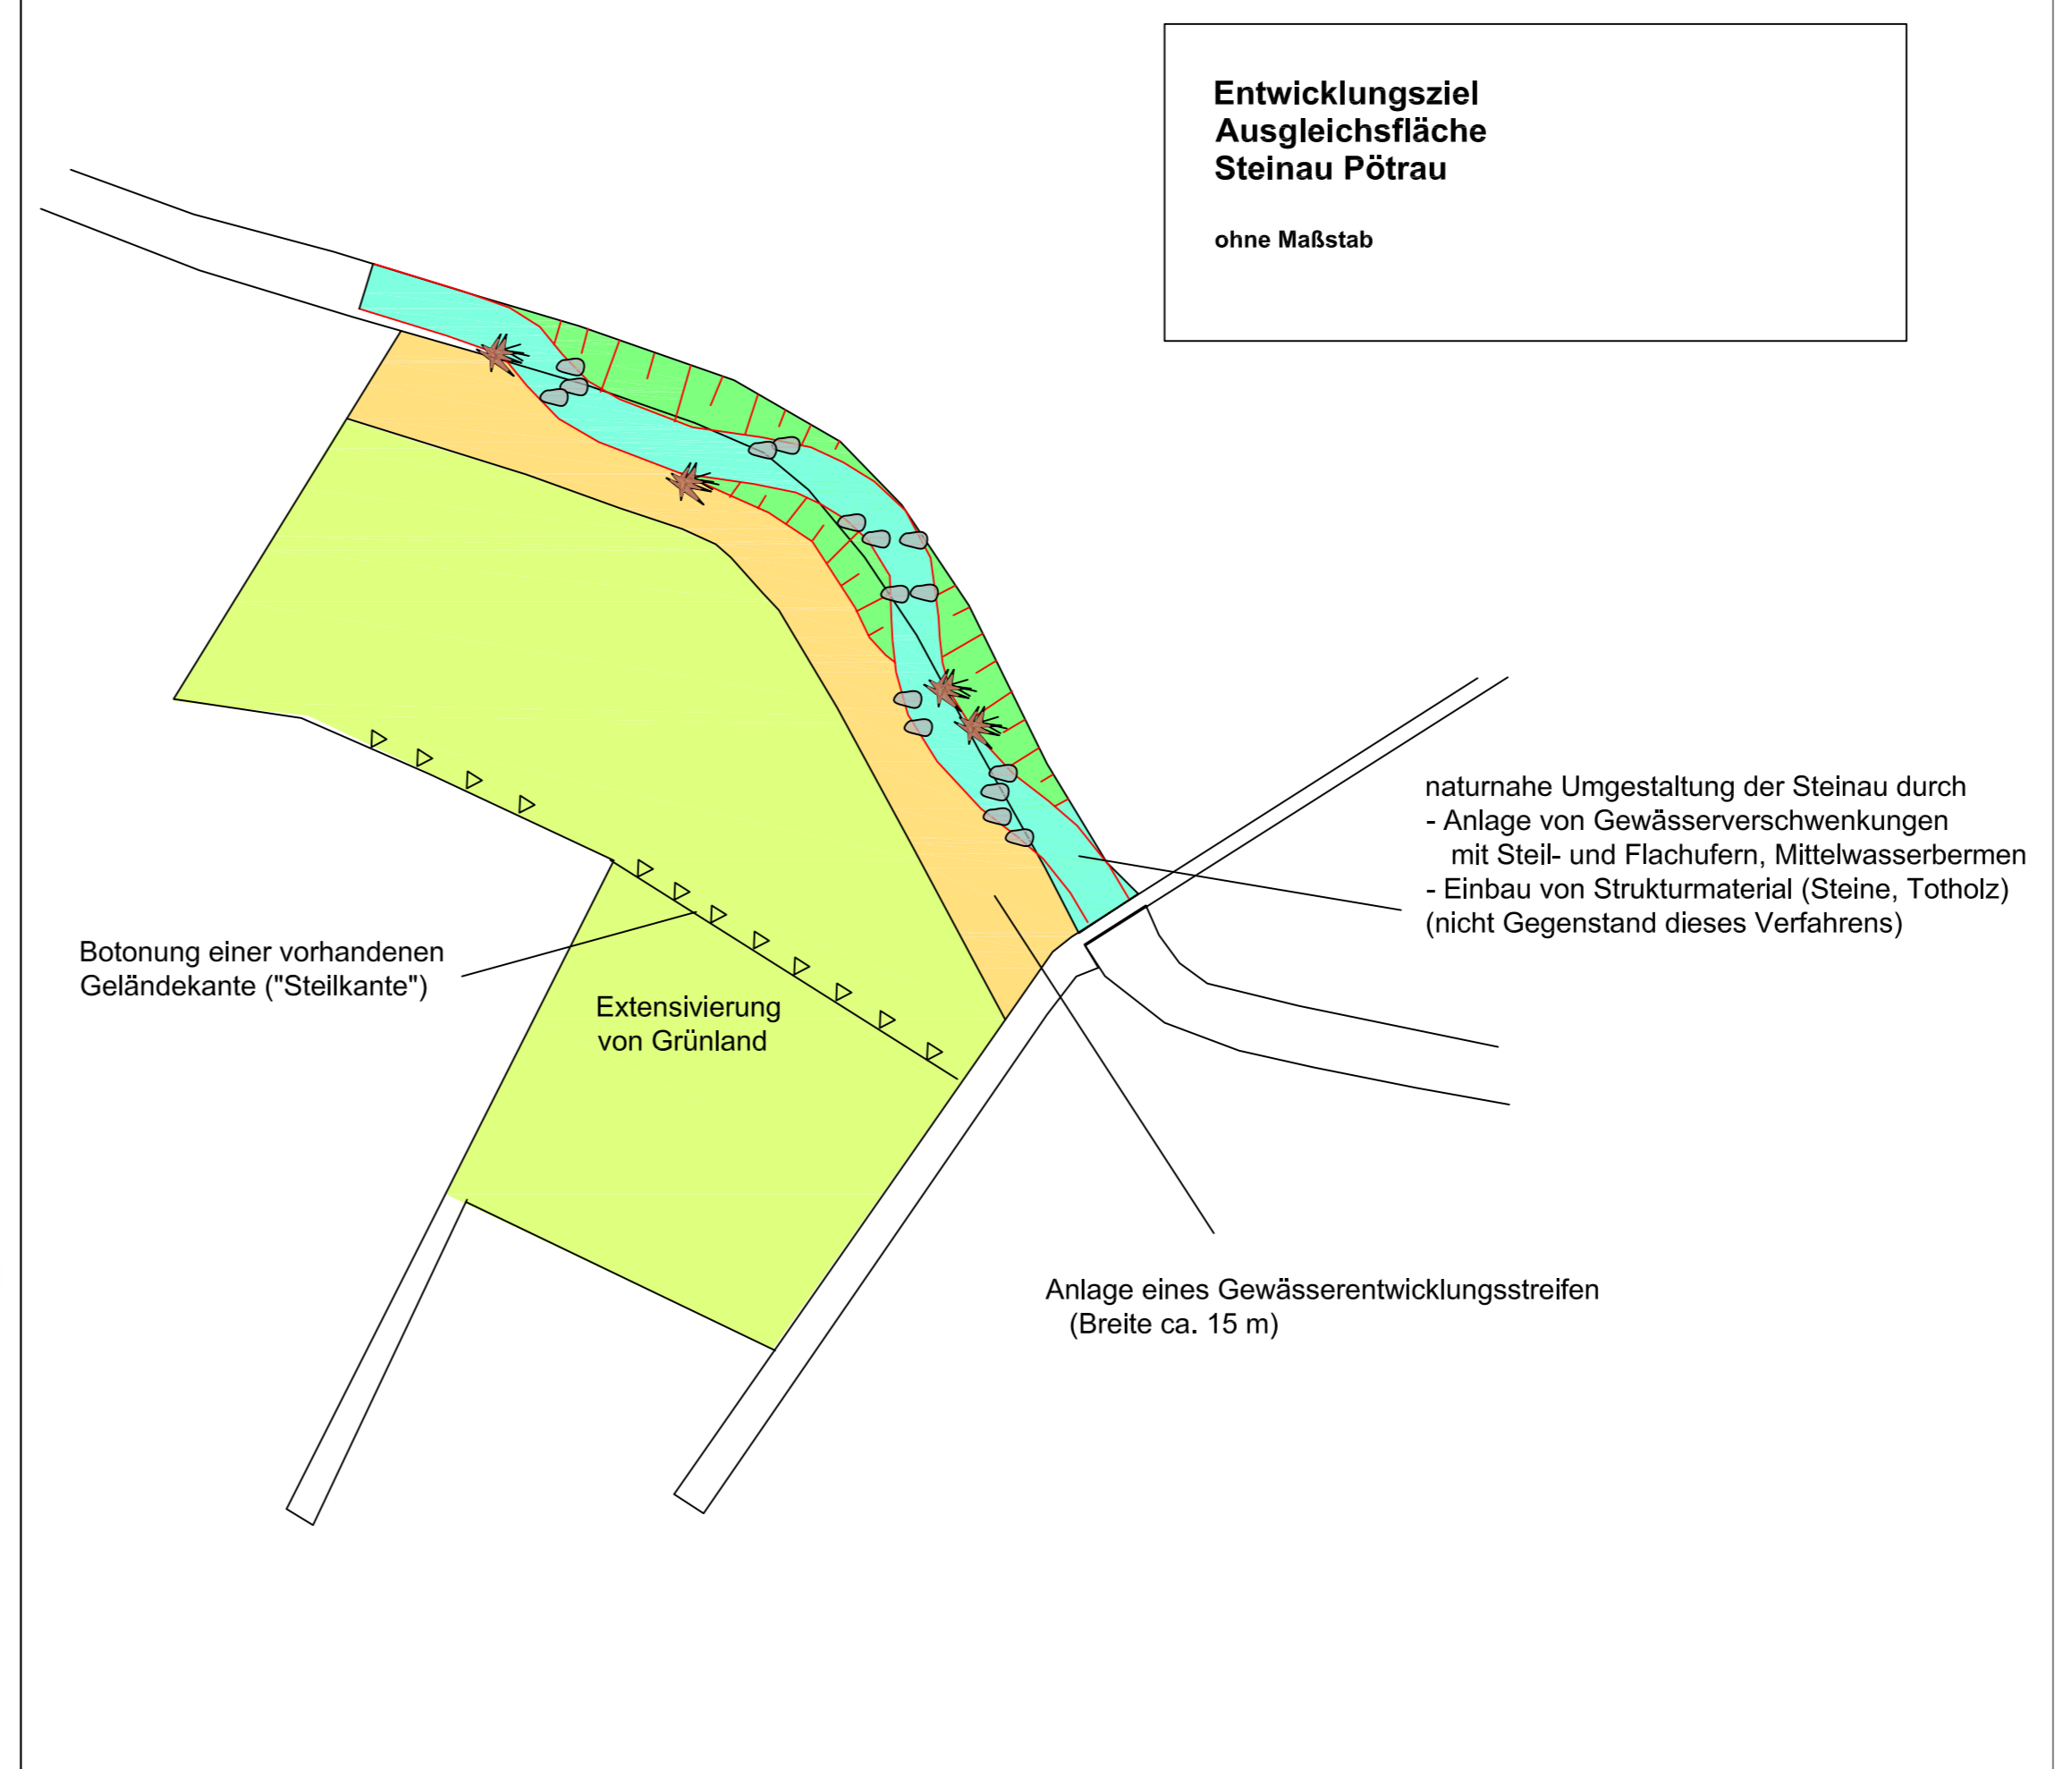 Entwicklungsziel
Ausgleichsfläche
Steinau Pötrau
ohne Maßstab
naturnahe Umgestaltung der Steinau durch
- Anlage von Gewässerverschwenkungen
mit Steil- und Flachufern, Mittelwasserbermen
- Einbau von Strukturmaterial (Steine, Totholz)
(nicht Gegenstand dieses Verfahrens)
Botonung einer vorhandenen
Geländekante ("Steilkante")
Extensivierung
von Grünland
Anlage eines Gewässerentwicklungsstreifen
(Breite ca. 15 m)